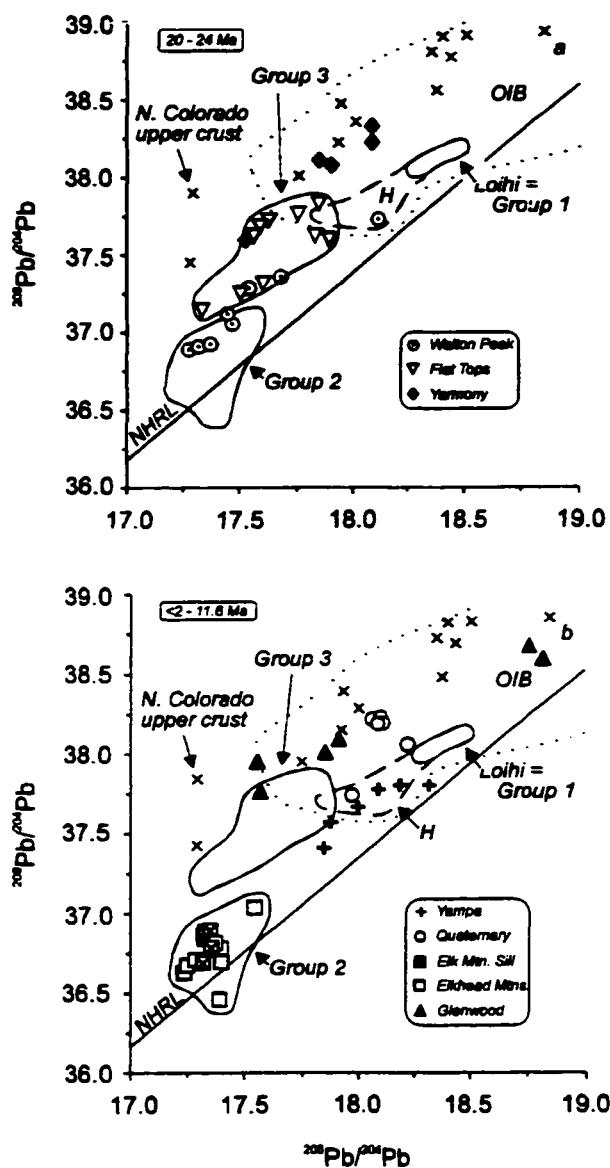 39.0
38.5
38.0
37.5
37.0
36.5
36.0
²⁰⁸Pb/²⁰⁴Pb
20 - 24 Ma
a
Group 3
OIB
N. Colorado
upper crust
H
Loihi =
Group 1
Walton Peak
Flat Tops
Yarmony
Group 2
NHRL
17.0 17.5 18.0 18.5 19.0
39.0
38.5
38.0
37.5
37.0
36.5
36.0
²⁰⁸Pb/²⁰⁴Pb
<2 - 11.6 Ma
b
Group 3
OIB
N. Colorado
upper crust
Loihi =
Group 1
H
Yampa
Quaternary
Elk Mtn. Sill
Elkhead Mtns.
Glenwood
Group 2
NHRL
17.0 17.5 18.0 18.5 19.0
²⁰⁶Pb/²⁰⁴Pb